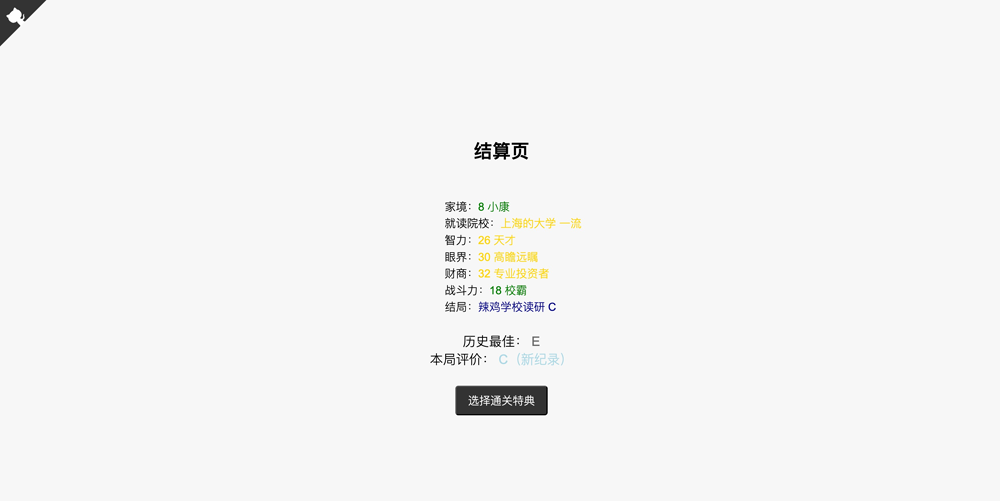 结算页
家境：8 小康
就读院校：上海的大学 一流
智力：26 天才
眼界：30 高瞻远瞩
财商：32 专业投资者
战斗力：18 校霸
结局：辣鸡学校读研 C
历史最佳： E
本局评价： C（新纪录）
选择通关特典